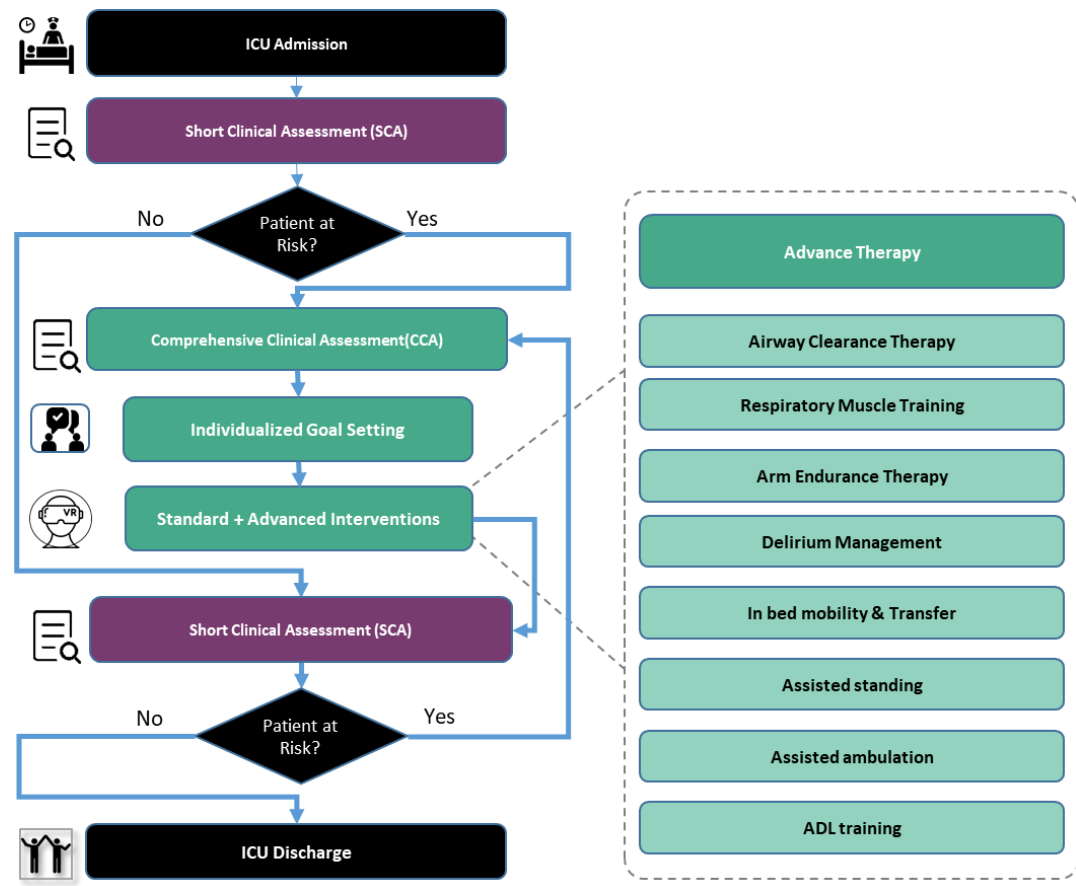 ICU Admission
Short Clinical Assessment (SCA)
Patient at
Risk?
No
Yes
Comprehensive Clinical Assessment(CCA)
Individualized Goal Setting
VR
Standard + Advanced Interventions
Short Clinical Assessment (SCA)
Patient at
Risk?
No
Yes
ICU Discharge
Advance Therapy
Airway Clearance Therapy
Respiratory Muscle Training
Arm Endurance Therapy
Delirium Management
In bed mobility & Transfer
Assisted standing
Assisted ambulation
ADL training